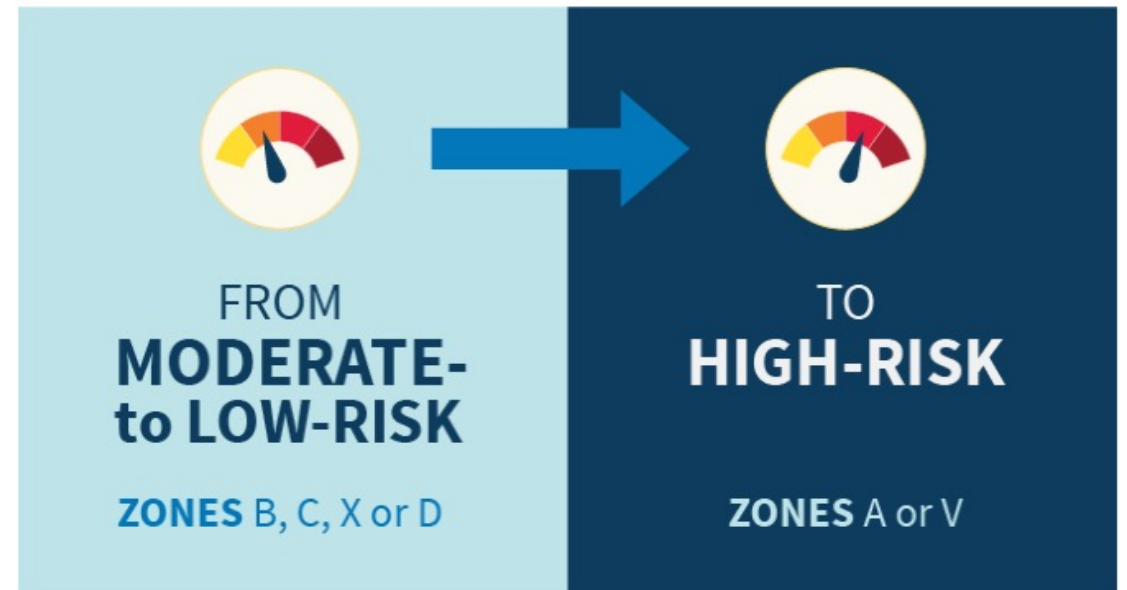 FROM
MODERATE-
to LOW-RISK
ZONES B, C, X or D
TO
HIGH-RISK
ZONES A or V